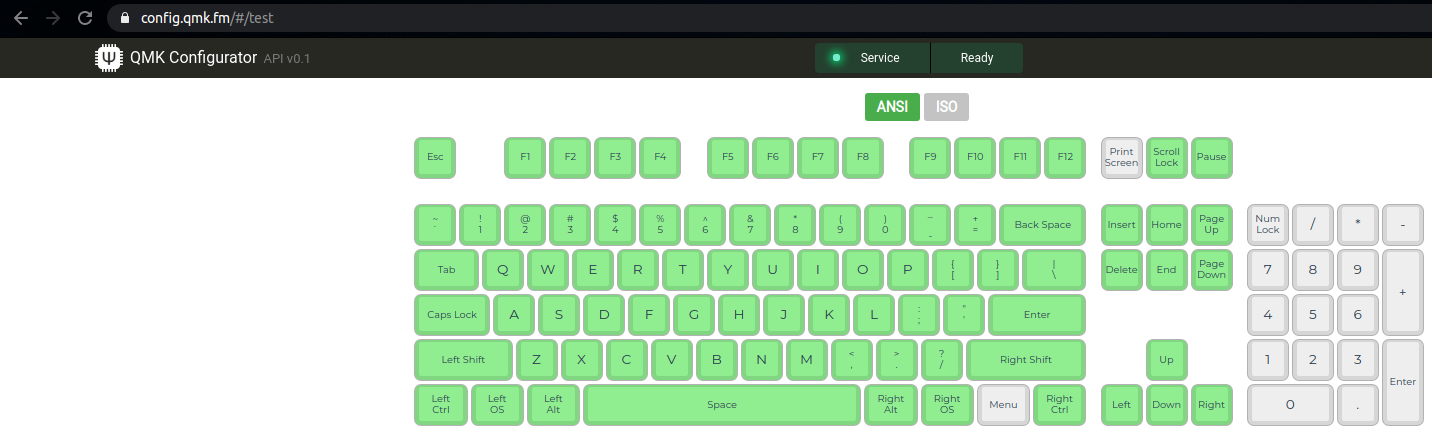 config.qmk.fm/#/test
QMK Configurator API v0.1
Service Ready
ANSI ISO
Esc F1 F2 F3 F4 F5 F6 F7 F8 F9 F10 F11 F12 Print Screen Scroll Lock Pause
~ ` ! 1 @ 2 # 3 $ 4 % 5 ^ 6 & 7 * 8 ( 9 ) 0 _ - + = Back Space Insert Home Page Up Num Lock / * -
Tab Q W E R T Y U I O P { [ } ] | \ Delete End Page Down 7 8 9 +
Caps Lock A S D F G H J K L : ; " ' Enter 4 5 6
Left Shift Z X C V B N M < , > . ? / Right Shift Up 1 2 3 Enter
Left Ctrl Left OS Left Alt Space Right Alt Right OS Menu Right Ctrl Left Down Right 0 .